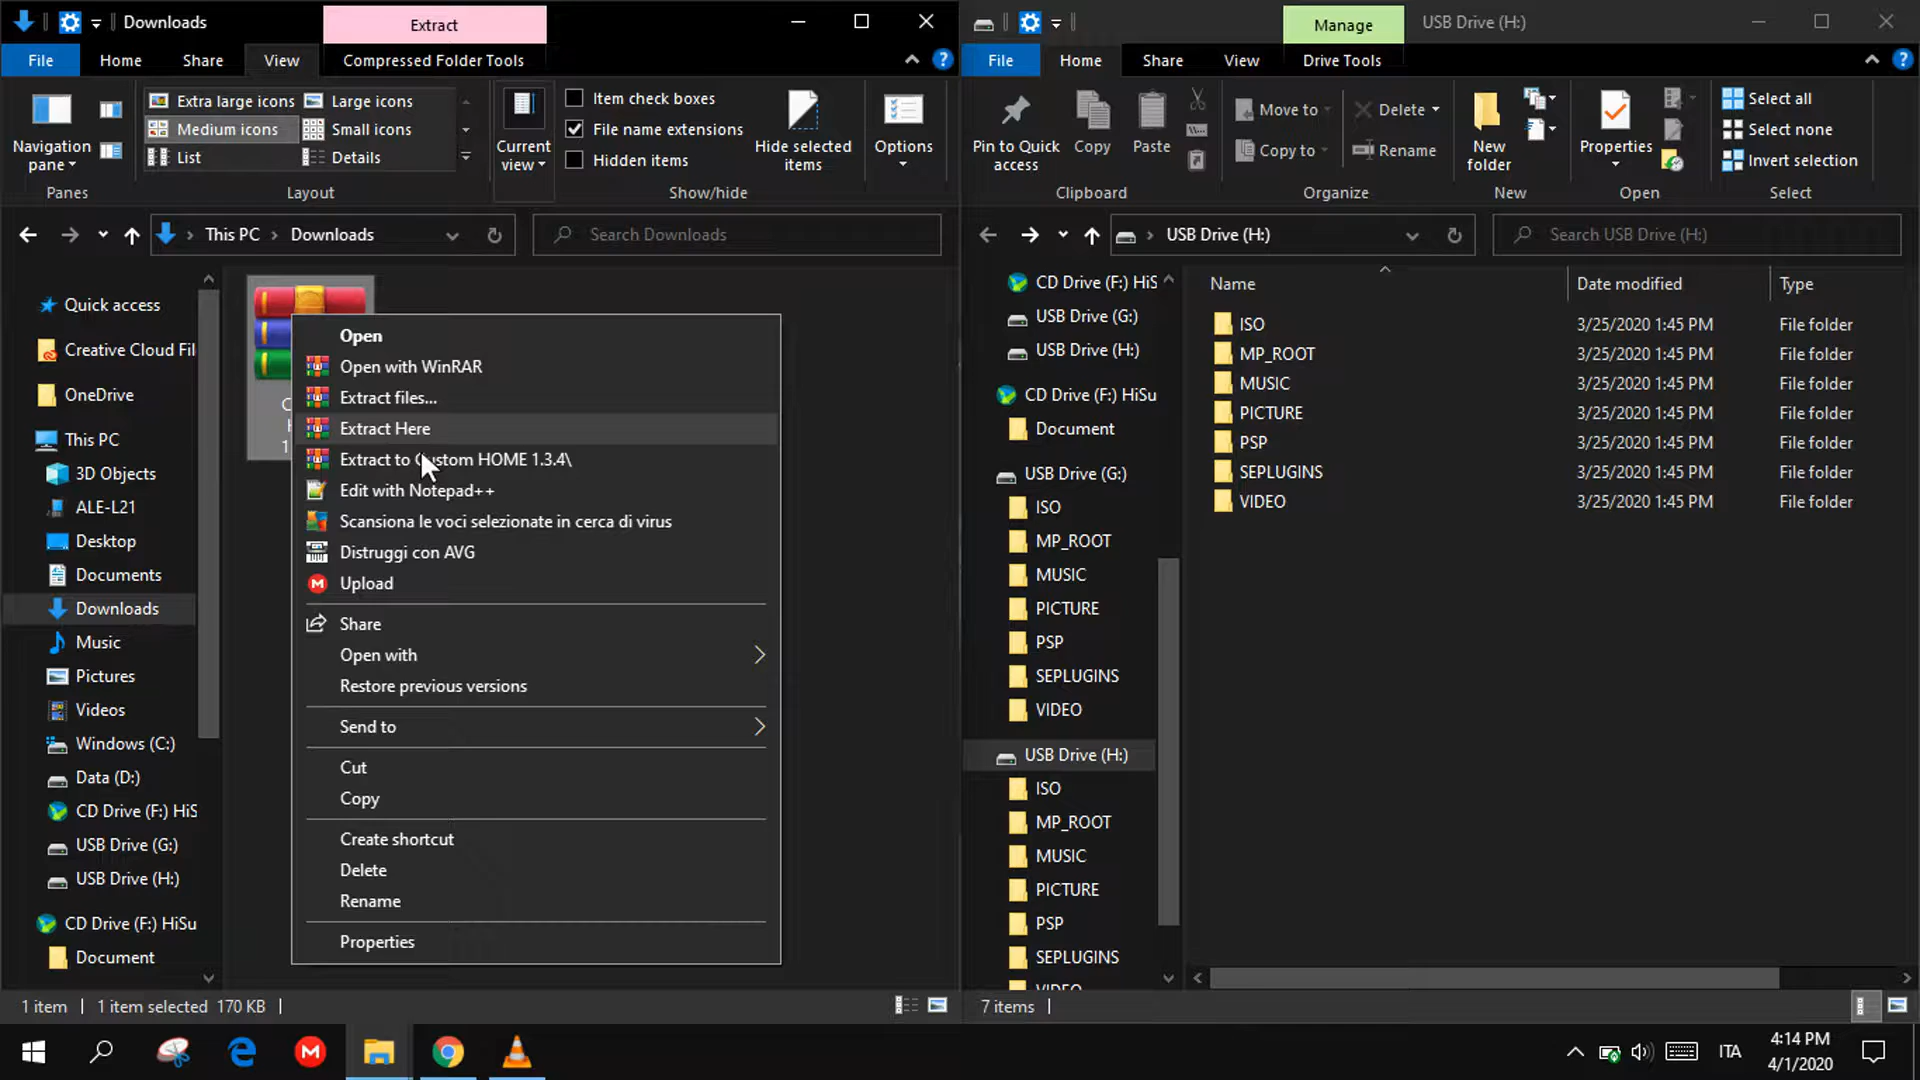 Downloads
Extract
File
Home
Share
View
Compressed Folder Tools
Navigation pane
Extra large icons
Large icons
Medium icons
Small icons
List
Details
Current view
Item check boxes
File name extensions
Hidden items
Hide selected items
Options
Panes
Layout
Show/hide
This PC
Downloads
Search Downloads
Quick access
Creative Cloud Fil
OneDrive
This PC
3D Objects
ALE-L21
Desktop
Documents
Downloads
Music
Pictures
Videos
Windows (C:)
Data (D:)
CD Drive (F:) HiS
USB Drive (G:)
USB Drive (H:)
CD Drive (F:) HiSu
Document
Open
Open with WinRAR
Extract files...
Extract Here
Extract to Custom HOME 1.3.4\
Edit with Notepad++
Scansiona le voci selezionate in cerca di virus
Distruggi con AVG
Upload
Share
Open with
Restore previous versions
Send to
Cut
Copy
Create shortcut
Delete
Rename
Properties
1 item
1 item selected 170 KB
Manage
USB Drive (H:)
File
Home
Share
View
Drive Tools
Pin to Quick access
Copy
Paste
Move to
Copy to
Delete
Rename
New folder
Properties
Select all
Select none
Invert selection
Clipboard
Organize
New
Open
Select
USB Drive (H:)
Search USB Drive (H:)
CD Drive (F:) HiS
USB Drive (G:)
USB Drive (H:)
CD Drive (F:) HiSu
Document
USB Drive (G:)
ISO
MP_ROOT
MUSIC
PICTURE
PSP
SEPLUGINS
VIDEO
USB Drive (H:)
ISO
MP_ROOT
MUSIC
PICTURE
PSP
SEPLUGINS
VIDEO
Name
Date modified
Type
ISO 3/25/2020 1:45 PM File folder
MP_ROOT 3/25/2020 1:45 PM File folder
MUSIC 3/25/2020 1:45 PM File folder
PICTURE 3/25/2020 1:45 PM File folder
PSP 3/25/2020 1:45 PM File folder
SEPLUGINS 3/25/2020 1:45 PM File folder
VIDEO 3/25/2020 1:45 PM File folder
7 items
ITA
4:14 PM
4/1/2020